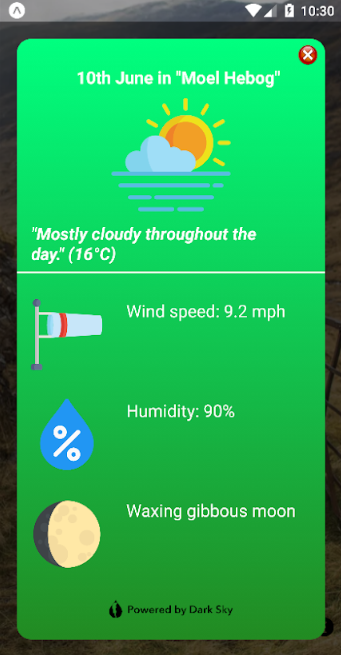 10:30
10th June in "Moel Hebog"
"Mostly cloudy throughout the
day." (16°C)
Wind speed: 9.2 mph
%
Humidity: 90%
Waxing gibbous moon
Powered by Dark Sky